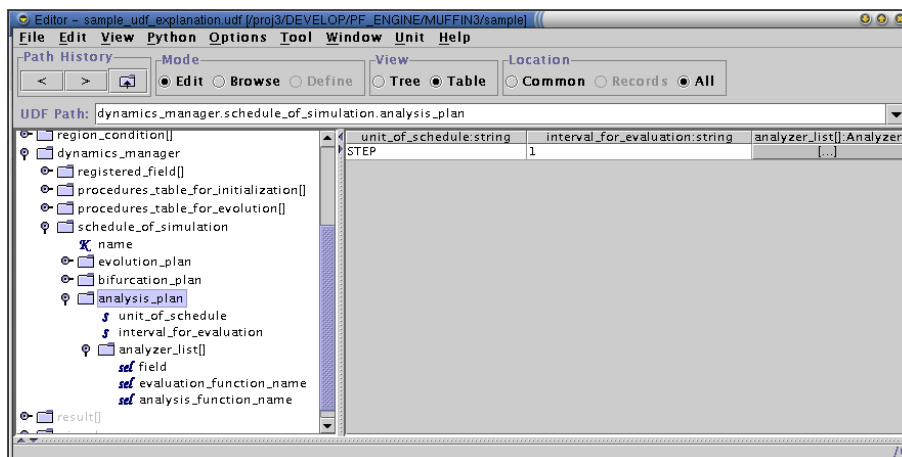 Editor – sample_udf_explanation.udf [/proj3/DEVELOP/PF_ENGINE/MUFFIN3/sample]
File Edit View Python Options Tool Window Unit Help
Path History Mode View Location
< > Edit Browse Define Tree Table Common Records All
UDF Path: dynamics_manager.schedule_of_simulation.analysis_plan
region_condition[]
dynamics_manager
registered_field[]
procedures_table_for_initialization[]
procedures_table_for_evolution[]
schedule_of_simulation
K name
evolution_plan
bifurcation_plan
analysis_plan
s unit_of_schedule
s interval_for_evaluation
analyzer_list[]
sel field
sel evaluation_function_name
sel analysis_function_name
result[]
unit_of_schedule:string interval_for_evaluation:string analyzer_list[]:Analyzer
STEP 1 [...]